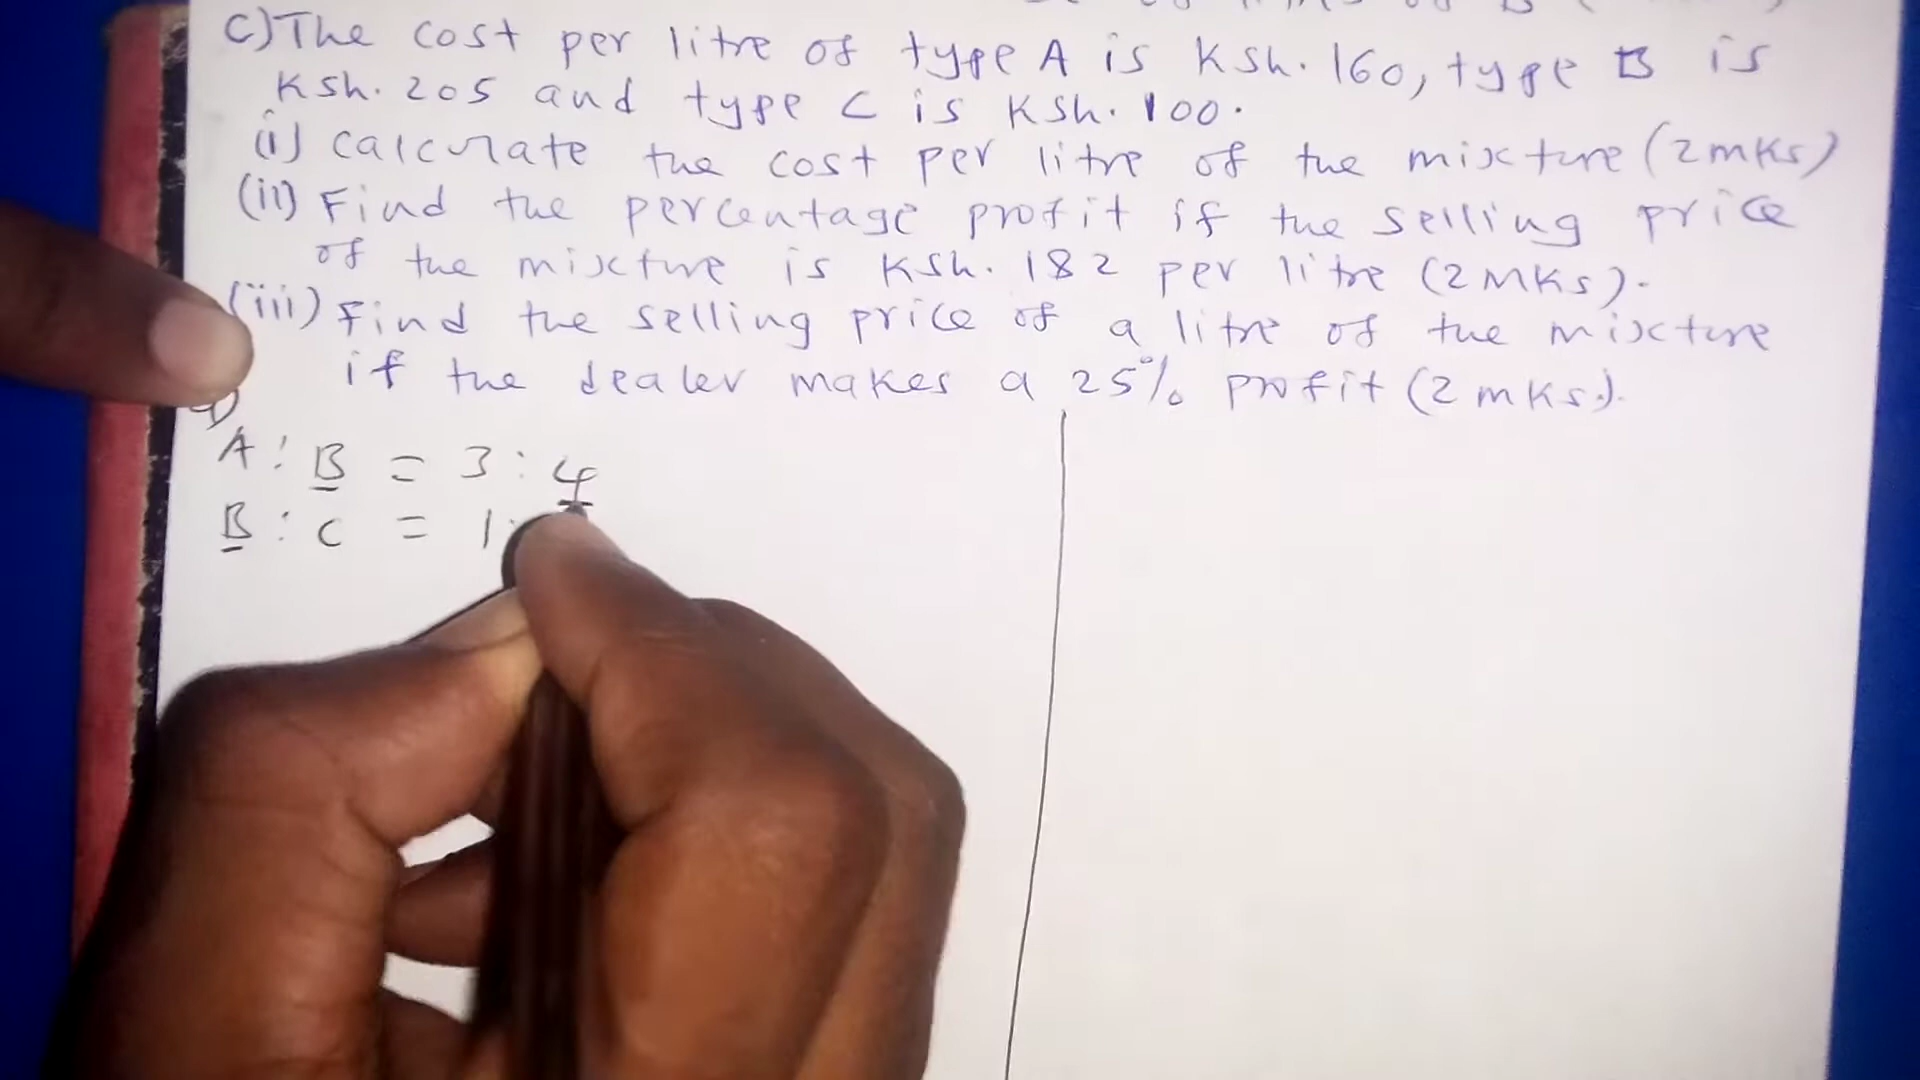 C) The cost per litre of type A is Ksh. 160, type B is
Ksh. 205 and type C is Ksh. 100.
(i) calculate the cost per litre of the mixture (2mks)
(ii) Find the percentage profit if the selling price
of the mixture is Ksh. 182 per litre (2mks).
(iii) Find the selling price of a litre of the mixture
if the dealer makes a 25% profit (2mks).
A : B = 3 : 4
B : C = 1 :